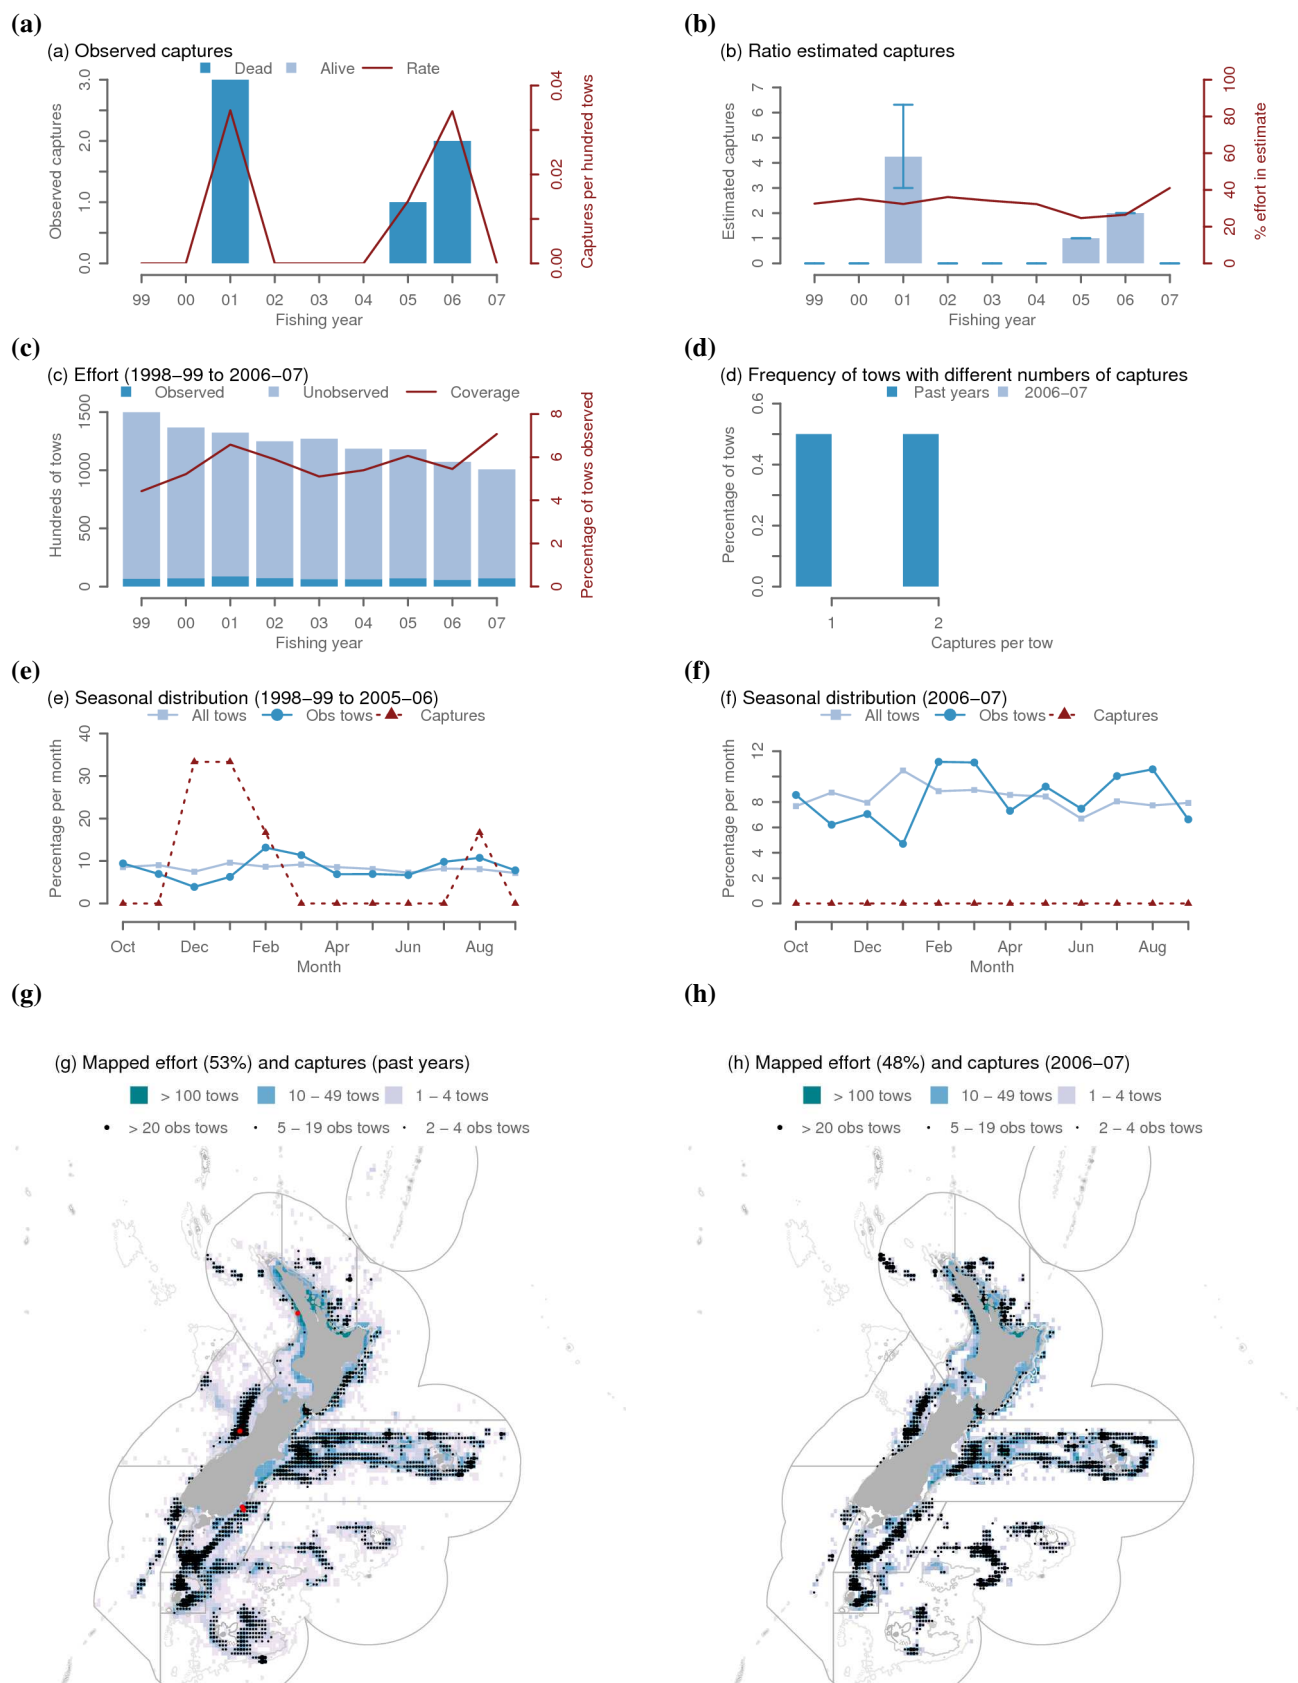 (a)
(a) Observed captures
Dead Alive Rate
Observed captures
0.0 1.0 2.0 3.0
Captures per hundred tows
0.00 0.02 0.04
99 00 01 02 03 04 05 06 07
Fishing year
(b)
(b) Ratio estimated captures
Estimated captures
0 1 2 3 4 5 6 7
% effort in estimate
0 20 40 60 80 100
99 00 01 02 03 04 05 06 07
Fishing year
(c)
(c) Effort (1998−99 to 2006−07)
Observed Unobserved Coverage
Hundreds of tows
0 500 1000 1500
Percentage of tows observed
0 2 4 6 8
99 00 01 02 03 04 05 06 07
Fishing year
(d)
(d) Frequency of tows with different numbers of captures
Past years 2006−07
Percentage of tows
0.0 0.2 0.4 0.6
1 2
Captures per tow
(e)
(e) Seasonal distribution (1998−99 to 2005−06)
All tows Obs tows Captures
Percentage per month
0 10 20 30 40
Oct Dec Feb Apr Jun Aug
Month
(f)
(f) Seasonal distribution (2006−07)
All tows Obs tows Captures
Percentage per month
0 2 4 6 8 12
Oct Dec Feb Apr Jun Aug
Month
(g)
(g) Mapped effort (53%) and captures (past years)
> 100 tows 10 − 49 tows 1 − 4 tows
> 20 obs tows 5 − 19 obs tows 2 − 4 obs tows
(h)
(h) Mapped effort (48%) and captures (2006−07)
> 100 tows 10 − 49 tows 1 − 4 tows
> 20 obs tows 5 − 19 obs tows 2 − 4 obs tows